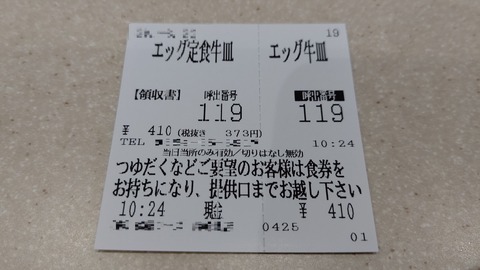 19
エッグ定食牛皿 エッグ牛皿
【領収書】 呼出番号 呼出番号
119 119
¥ 410 (税抜き 373円)
TEL 10:24
当日当所のみ有効/切りはなし無効
つゆだくなどご要望のお客様は食券を
お持ちになり、提供口までお越し下さい
10:24 現金 ¥ 410
0425
01